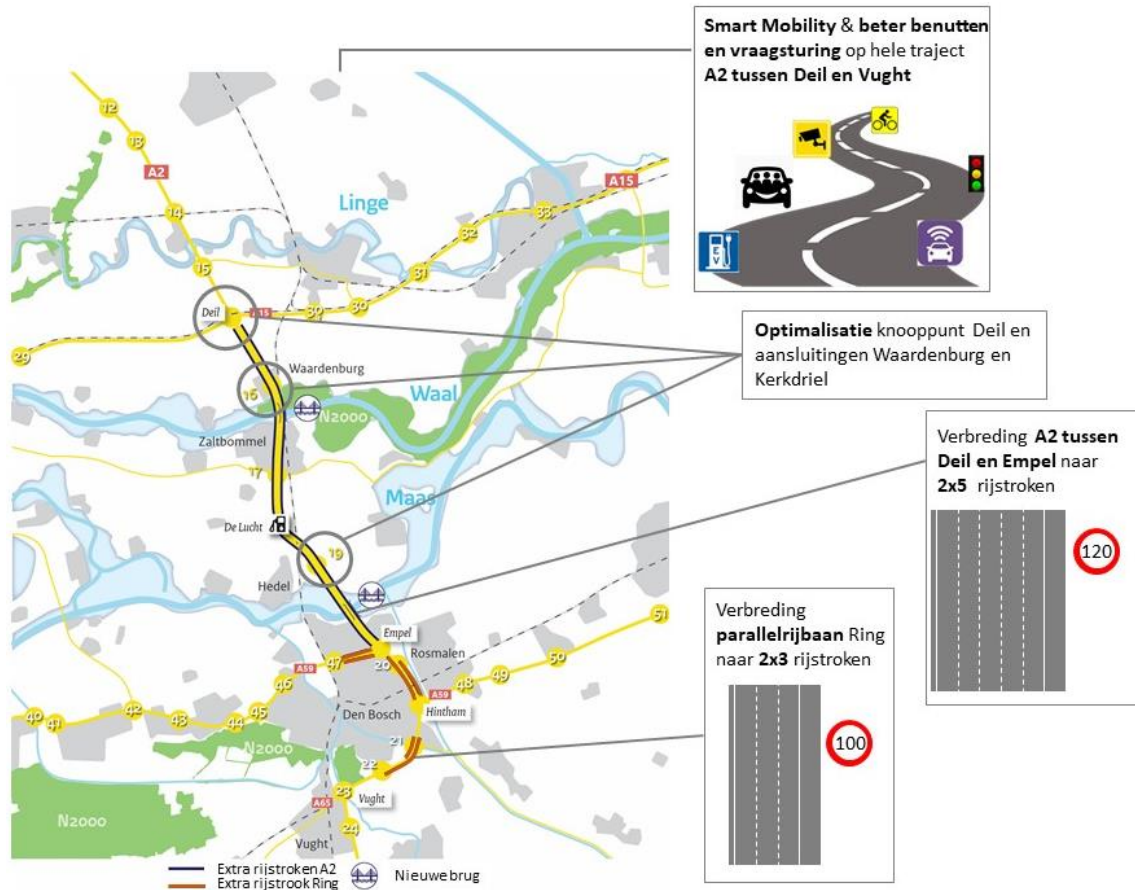 Smart Mobility & beter benutten
en vraagsturing op hele traject
A2 tussen Deil en Vught
EV
12
13
A2
14
15
Linge
A15
33
32
31
30
30
A15
Deil
29
Optimalisatie knooppunt Deil en
aansluitingen Waardenburg en
Kerkdriel
Waardenburg
16
Waal
N2000
Zaltbommel
17
Maas
De Lucht
19
Hedel
Verbreding A2 tussen
Deil en Empel naar
2x5 rijstroken
120
Verbreding
parallelrijbaan Ring
naar 2x3 rijstroken
100
Empel
20
Rosmalen
47
A59
46
45
44
43
42
41
40
A59
48
49
50
51
Den Bosch
Hintham
21
22
N2000
23
Vught
A65
24
Vught
N2000
Extra rijstroken A2
Extra rijstrook Ring
Nieuwe brug